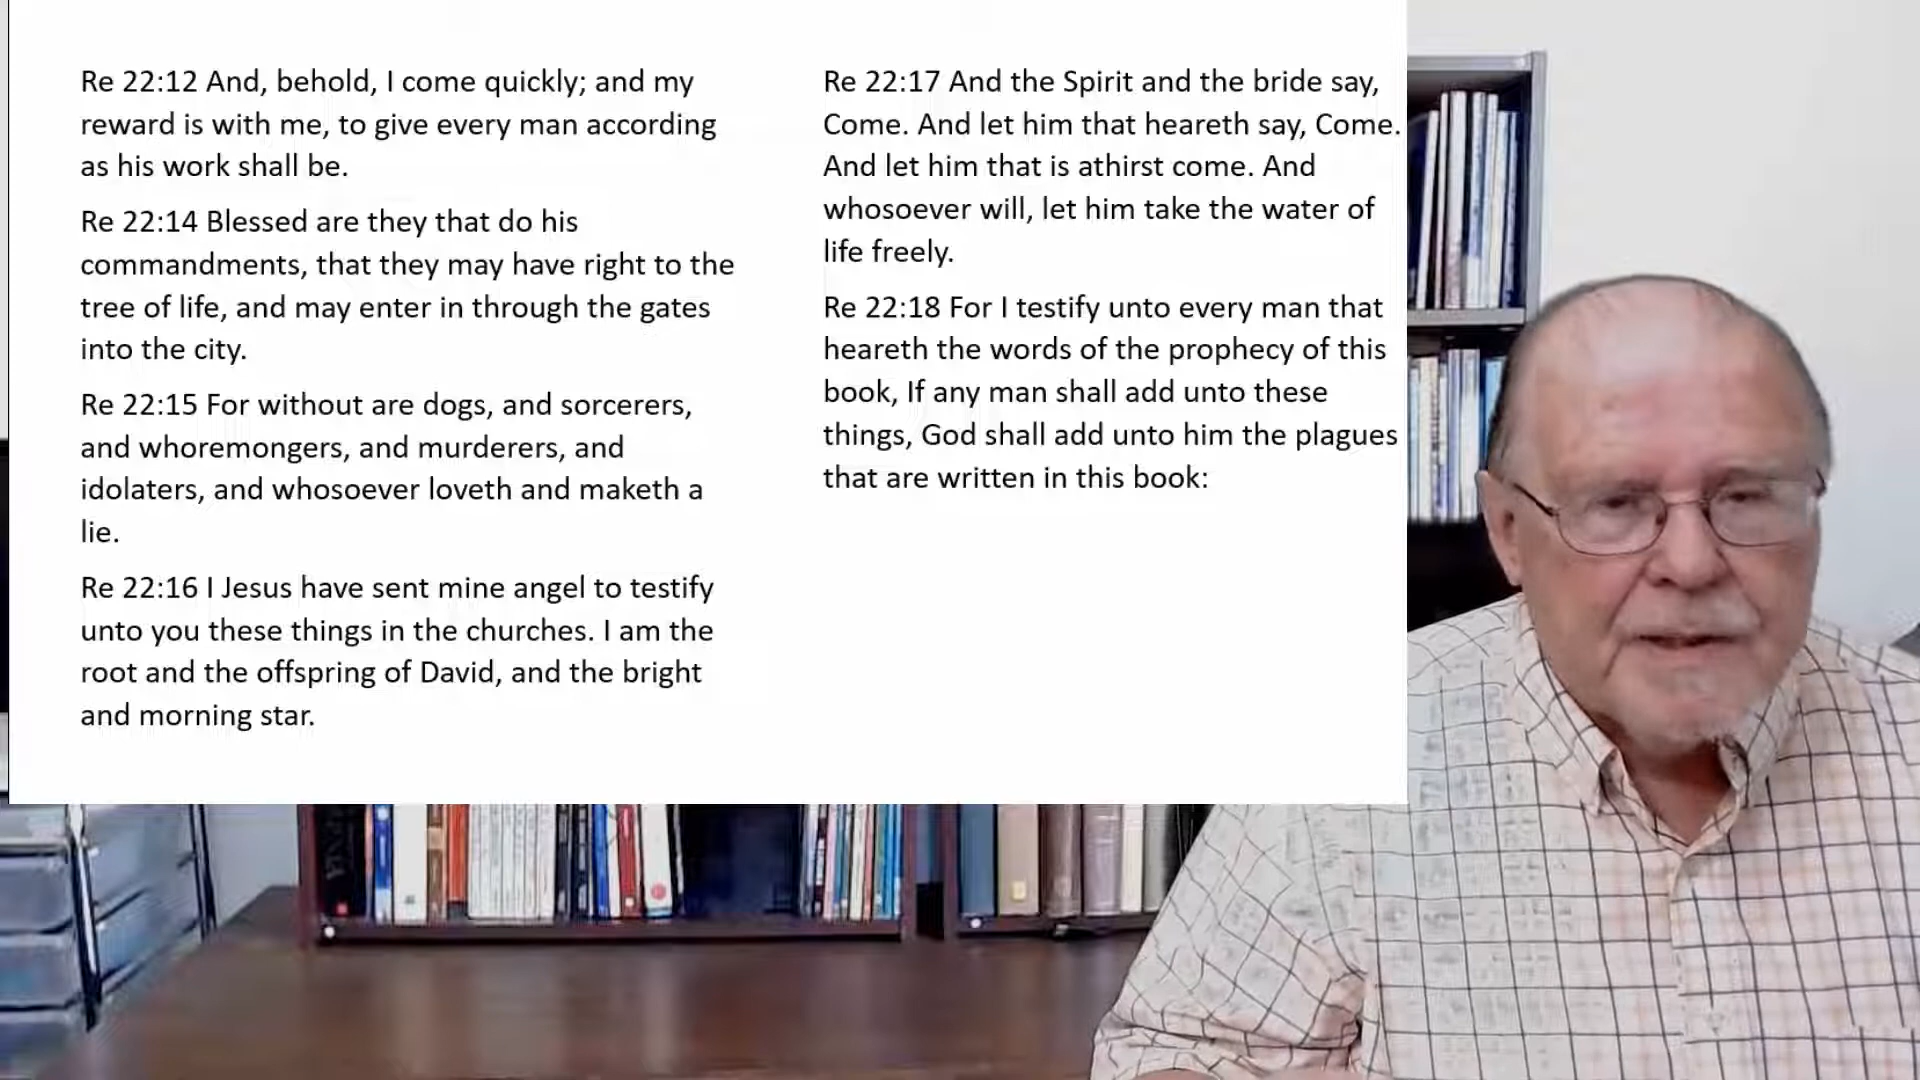 Re 22:12 And, behold, I come quickly; and my
reward is with me, to give every man according
as his work shall be.
Re 22:14 Blessed are they that do his
commandments, that they may have right to the
tree of life, and may enter in through the gates
into the city.
Re 22:15 For without are dogs, and sorcerers,
and whoremongers, and murderers, and
idolaters, and whosoever loveth and maketh a
lie.
Re 22:16 I Jesus have sent mine angel to testify
unto you these things in the churches. I am the
root and the offspring of David, and the bright
and morning star.
Re 22:17 And the Spirit and the bride say,
Come. And let him that heareth say, Come.
And let him that is athirst come. And
whosoever will, let him take the water of
life freely.
Re 22:18 For I testify unto every man that
heareth the words of the prophecy of this
book, If any man shall add unto these
things, God shall add unto him the plagues
that are written in this book: